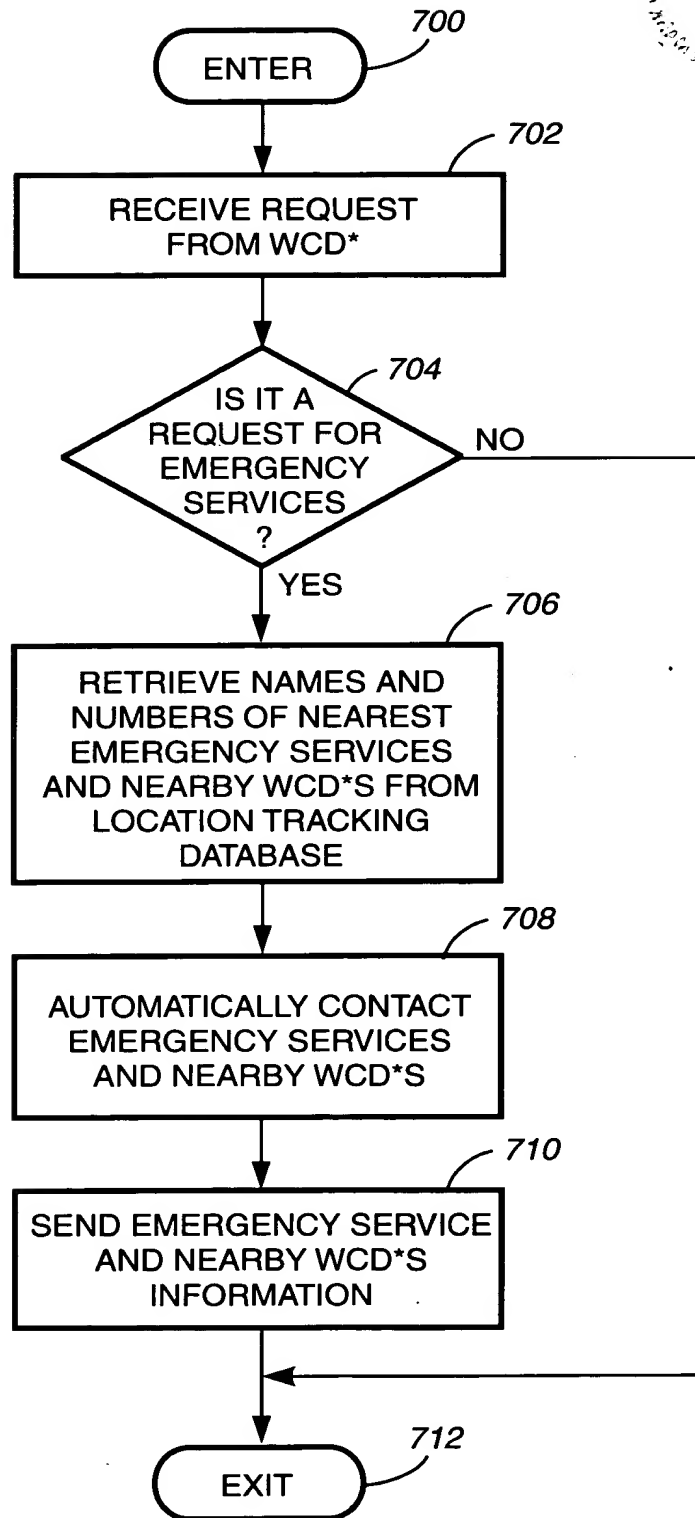 ENTER
700
702
RECEIVE REQUEST
FROM WCD*
704
IS IT A
REQUEST FOR
EMERGENCY
SERVICES
?
NO
YES
706
RETRIEVE NAMES AND
NUMBERS OF NEAREST
EMERGENCY SERVICES
AND NEARBY WCD*S FROM
LOCATION TRACKING
DATABASE
708
AUTOMATICALLY CONTACT
EMERGENCY SERVICES
AND NEARBY WCD*S
710
SEND EMERGENCY SERVICE
AND NEARBY WCD*S
INFORMATION
712
EXIT